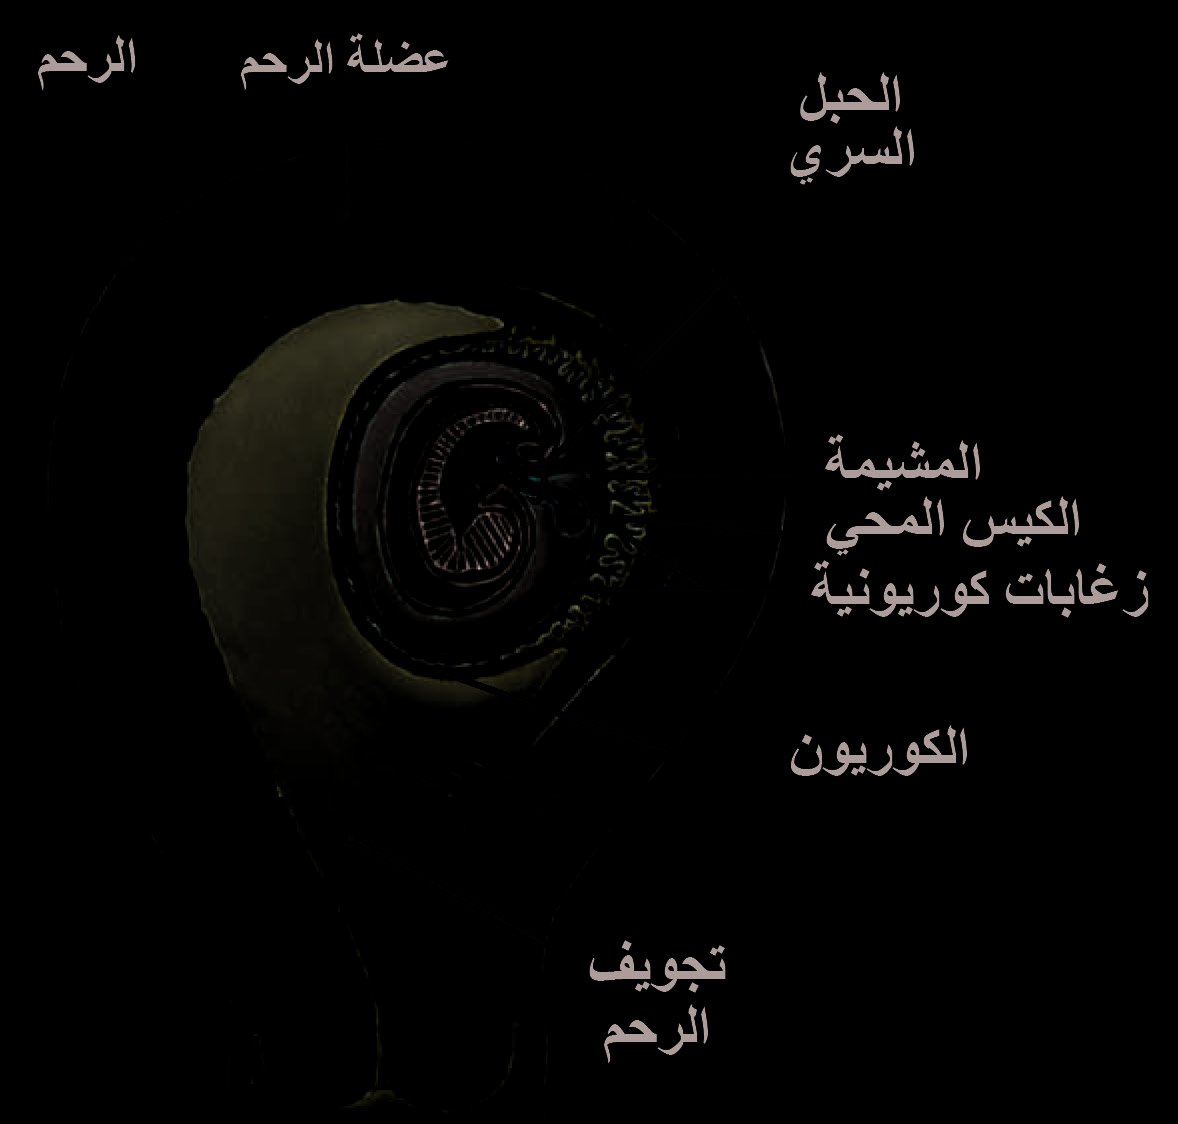 الرحم
عضلة الرحم
الحبل
السري
المشيمة
الكيس المحي
زغابات كوريونية
الكوريون
تجويف
الرحم